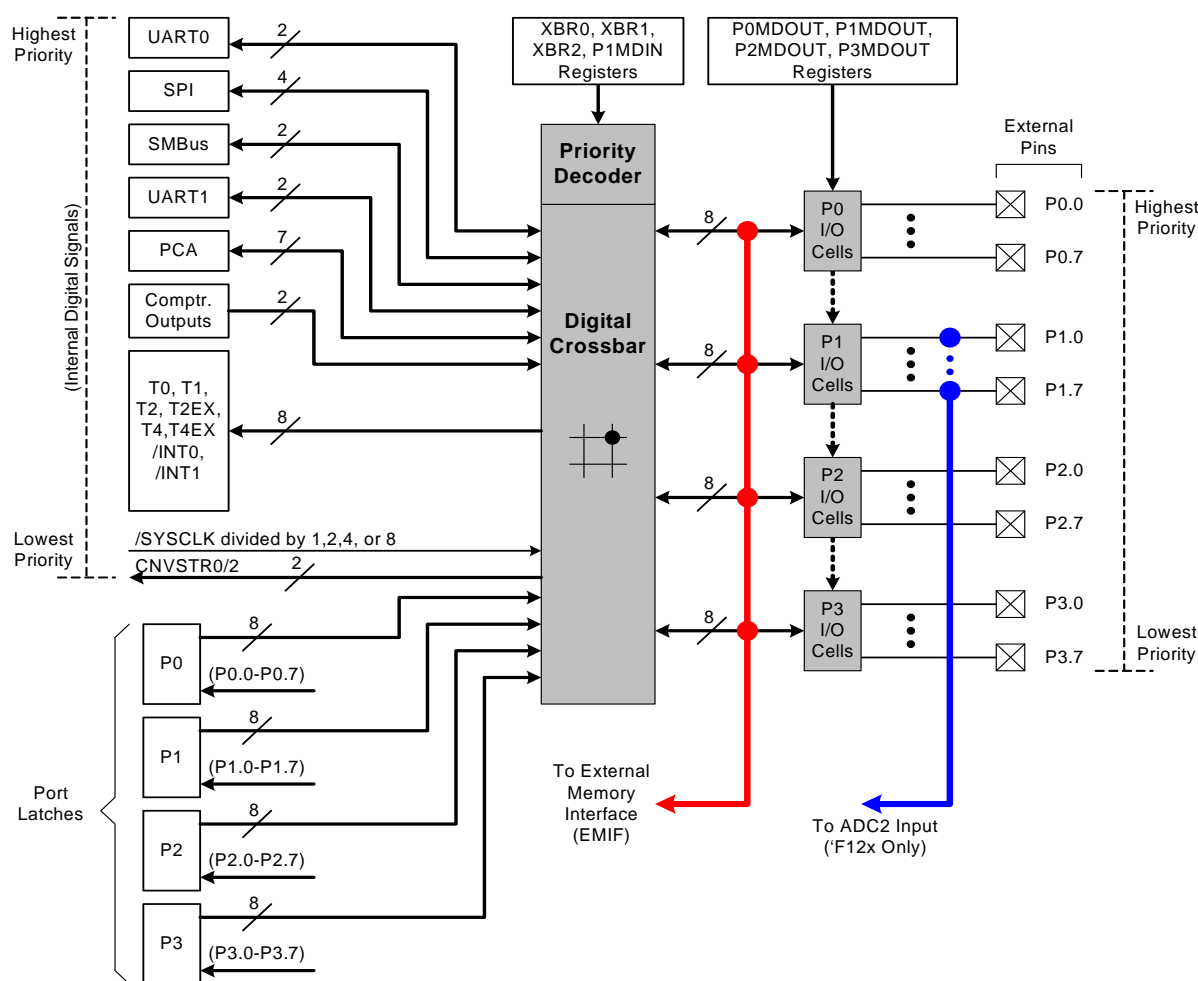 Highest
Priority
UART0
2
SPI
4
SMBus
2
UART1
2
PCA
7
Comptr.
Outputs
2
T0, T1,
T2, T2EX,
T4,T4EX
/INT0,
/INT1
8
(Internal Digital Signals)
Lowest
Priority
/SYSCLK divided by 1,2,4, or 8
CNVSTR0/2
2
XBR0, XBR1,
XBR2, P1MDIN
Registers
P0MDOUT, P1MDOUT,
P2MDOUT, P3MDOUT
Registers
Priority
Decoder
Digital
Crossbar
8
8
8
8
P0
I/O
Cells
P1
I/O
Cells
P2
I/O
Cells
P3
I/O
Cells
External
Pins
P0.0
P0.7
P1.0
P1.7
P2.0
P2.7
P3.0
P3.7
Highest
Priority
Lowest
Priority
Port
Latches
P0
8
(P0.0-P0.7)
P1
8
(P1.0-P1.7)
P2
8
(P2.0-P2.7)
P3
8
(P3.0-P3.7)
To External
Memory
Interface
(EMIF)
To ADC2 Input
(‘F12x Only)